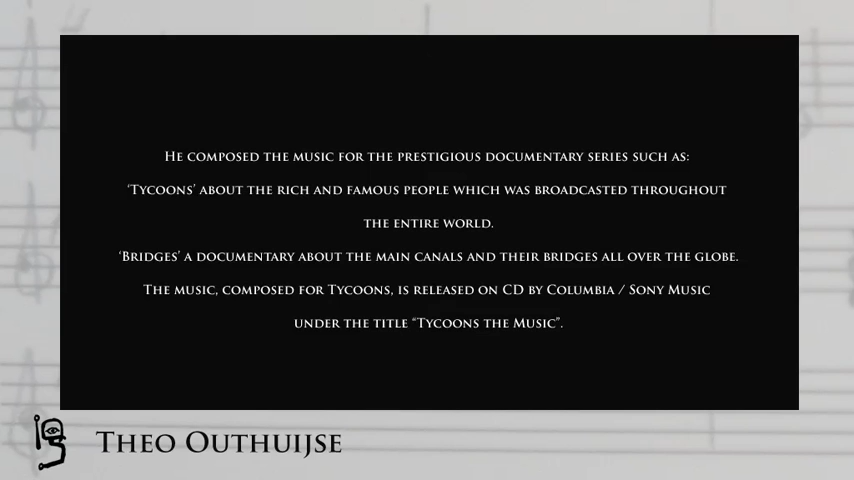 He composed the music for the prestigious documentary series such as:
‘Tycoons’ about the rich and famous people which was broadcasted throughout
the entire world.
‘Bridges’ a documentary about the main canals and their bridges all over the globe.
The music, composed for Tycoons, is released on CD by Columbia / Sony Music
under the title “Tycoons the Music”.
Theo Outhuijse